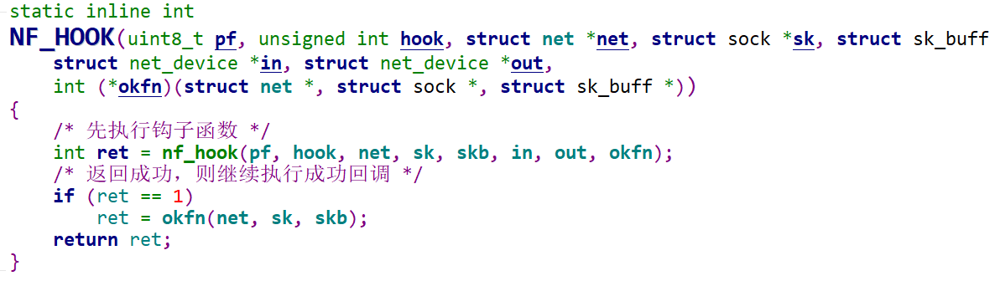 static inline int
NF_HOOK(uint8_t pf, unsigned int hook, struct net *net, struct sock *sk, struct sk_buff
struct net_device *in, struct net_device *out,
int (*okfn)(struct net *, struct sock *, struct sk_buff *))
{
/* 先执行钩子函数 */
int ret = nf_hook(pf, hook, net, sk, skb, in, out, okfn);
/* 返回成功，则继续执行成功回调 */
if (ret == 1)
ret = okfn(net, sk, skb);
return ret;
}